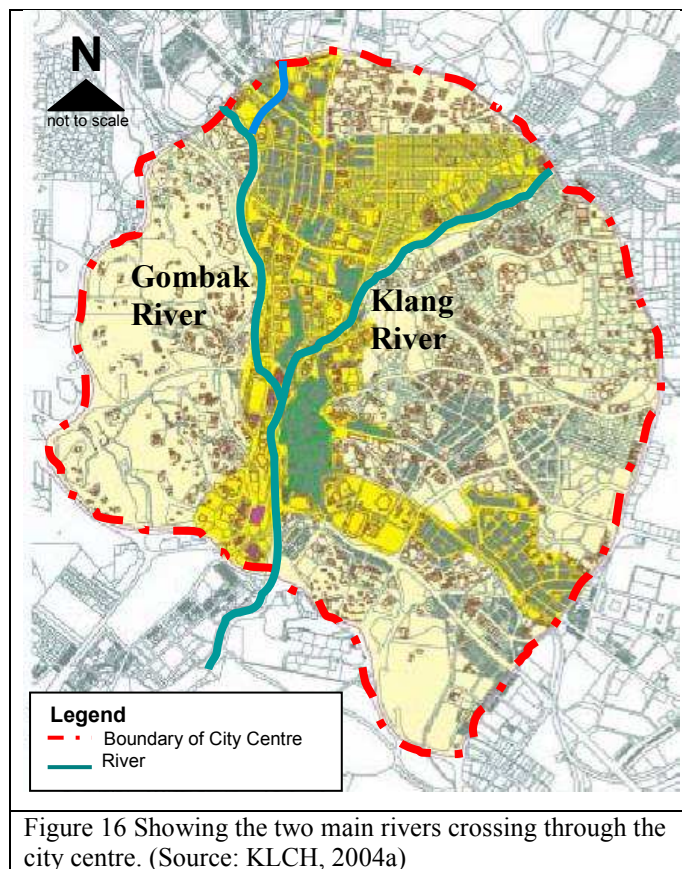 N
not to scale
Gombak
River
Klang
River
Legend
Boundary of City Centre
River
Figure 16 Showing the two main rivers crossing through the
city centre. (Source: KLCH, 2004a)